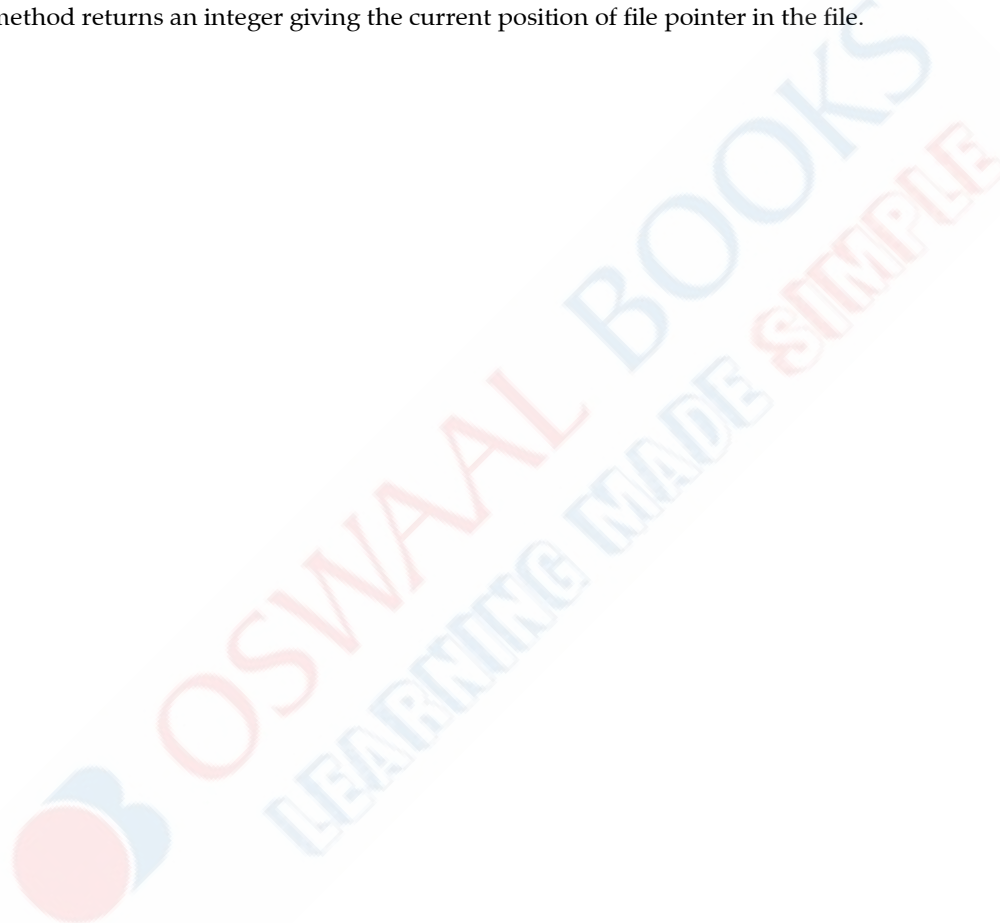 method returns an integer giving the current position of file pointer in the file.
OSWAAL BOOKS
LEARNING MADE SIMPLE